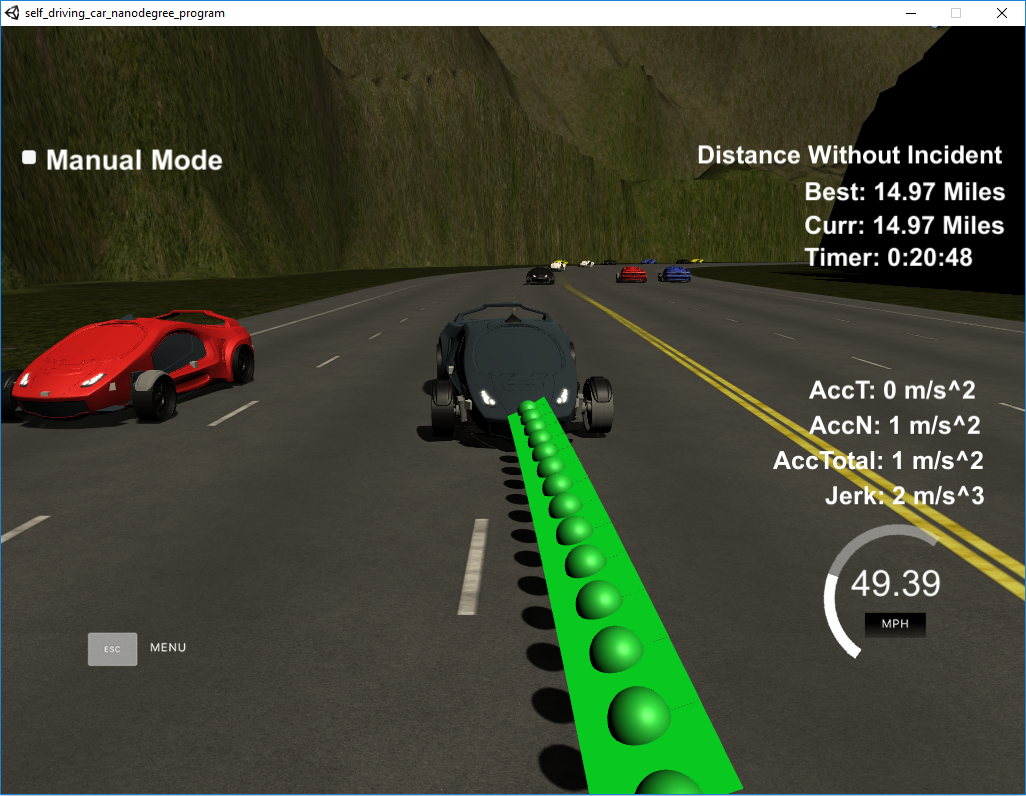 self_driving_car_nanodegree_program
Manual Mode
Distance Without Incident
Best: 14.97 Miles
Curr: 14.97 Miles
Timer: 0:20:48
AccT: 0 m/s^2
AccN: 1 m/s^2
AccTotal: 1 m/s^2
Jerk: 2 m/s^3
49.39
MPH
ESC MENU